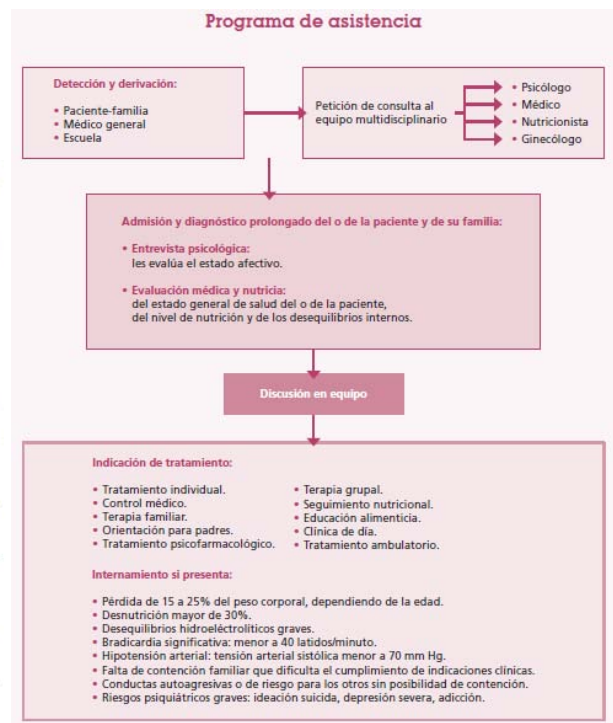 Programa de asistencia
Detección y derivación:
• Paciente-familia
• Médico general
• Escuela
Petición de consulta al
equipo multidisciplinario
• Psicólogo
• Médico
• Nutricionista
• Ginecólogo
Admisión y diagnóstico prolongado del o de la paciente y de su familia:
• Entrevista psicológica:
les evalúa el estado afectivo.
• Evaluación médica y nutricia:
del estado general de salud del o de la paciente,
del nivel de nutrición y de los desequilibrios internos.
Discusión en equipo
Indicación de tratamiento:
• Tratamiento individual.
• Control médico.
• Terapia familiar.
• Orientación para padres.
• Tratamiento psicofarmacológico.
• Terapia grupal.
• Seguimiento nutricional.
• Educación alimenticia.
• Clínica de día.
• Tratamiento ambulatorio.
Internamiento si presenta:
• Pérdida de 15 a 25% del peso corporal, dependiendo de la edad.
• Desnutrición mayor de 30%.
• Desequilibrios hidroeléctrolíticos graves.
• Bradicardia significativa: menor a 40 latidos/minuto.
• Hipotensión arterial: tensión arterial sistólica menor a 70 mm Hg.
• Falta de contención familiar que dificulta el cumplimiento de indicaciones clínicas.
• Conductas autoagresivas o de riesgo para los otros sin posibilidad de contención.
• Riesgos psiquiátricos graves: ideación suicida, depresión severa, adicción.